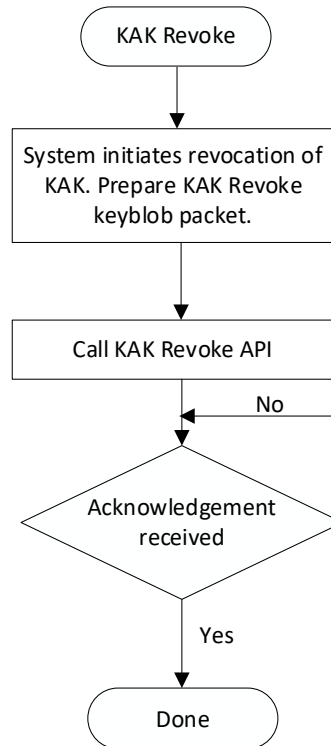 KAK Revoke
System initiates revocation of
KAK. Prepare KAK Revoke
keyblob packet.
Call KAK Revoke API
No
Acknowledgement
received
Yes
Done